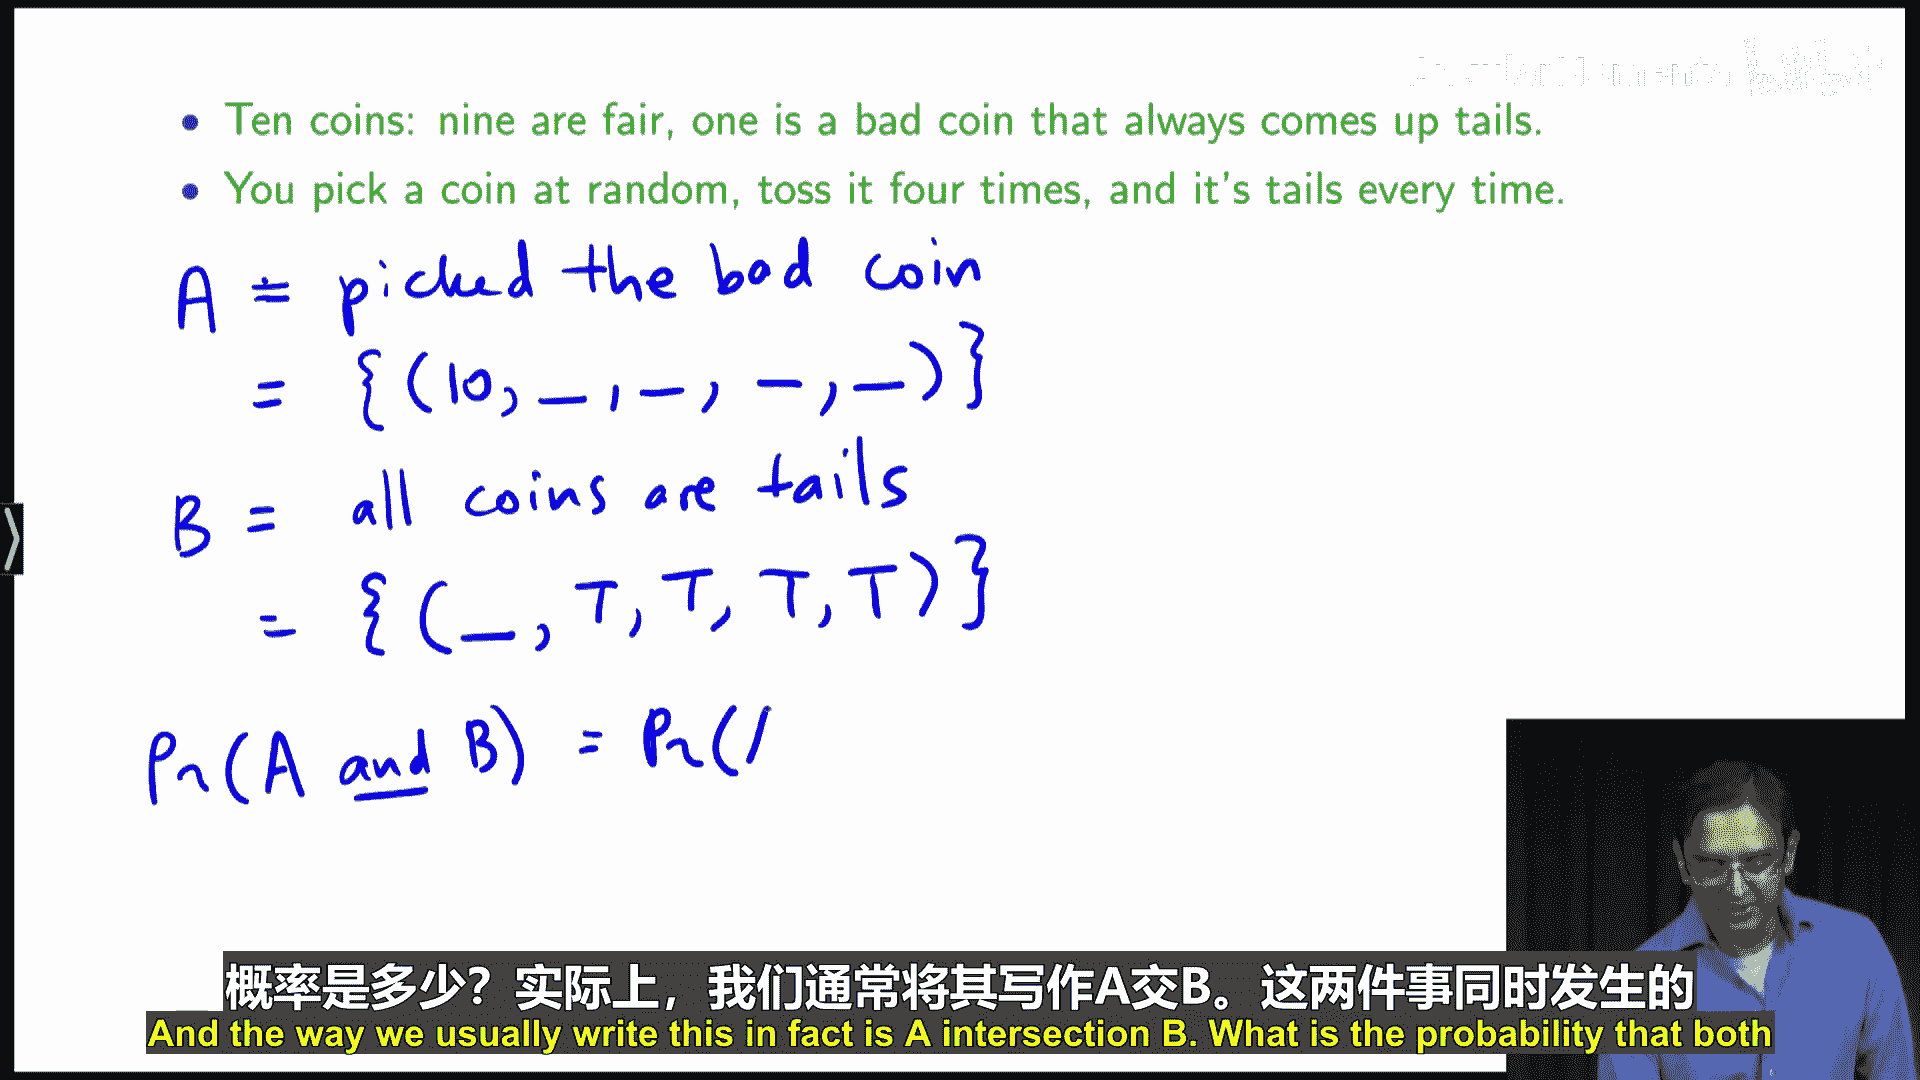 • Ten coins: nine are fair, one is a bad coin that always comes up tails.
• You pick a coin at random, toss it four times, and it's tails every time.
A = picked the bad coin
= {(10, _, _, _, _)}
B = all coins are tails
= {(_, T, T, T, T)}
Pr(A and B) = Pr(
概率是多少？实际上，我们通常将其写作A交B。这两件事同时发生的
And the way we usually write this in fact is A intersection B. What is the probability that both